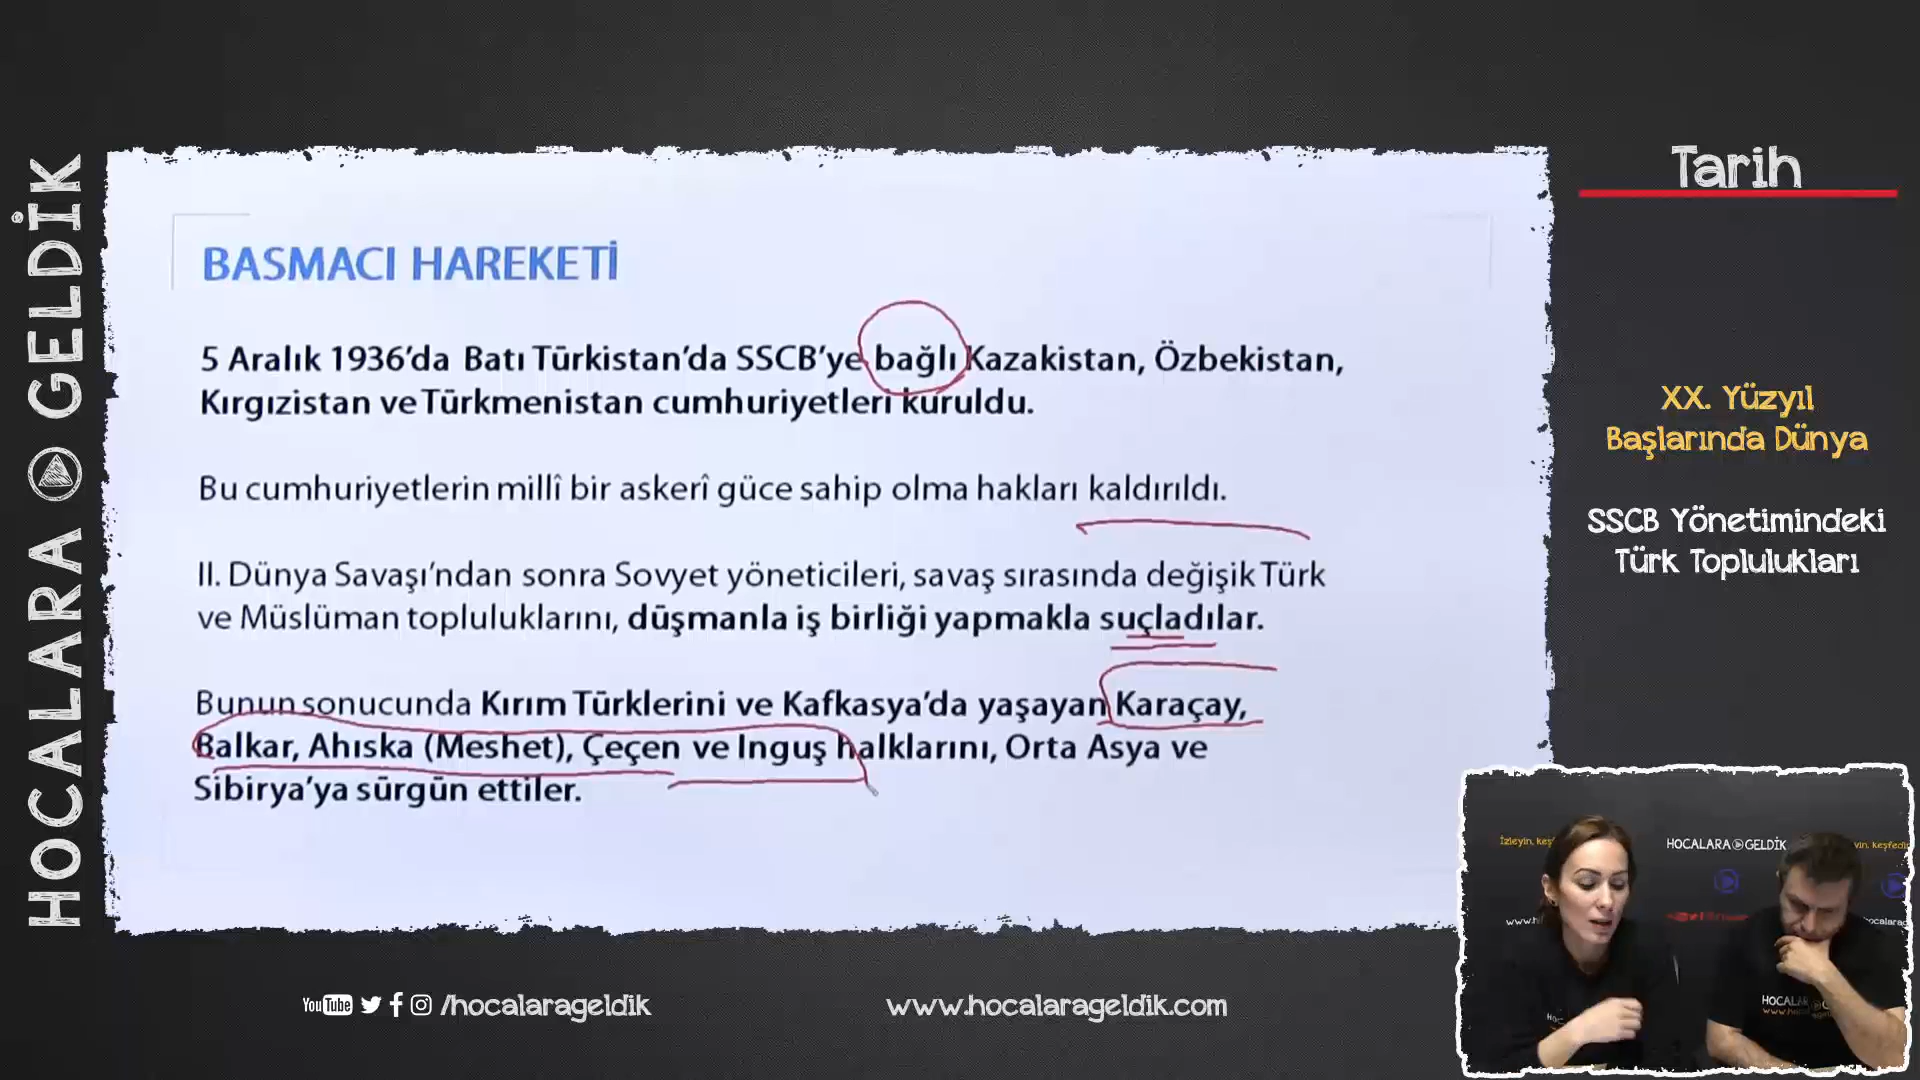 HOCALARA GELDİK
Tarih
BASMACI HAREKETİ
5 Aralık 1936’da Batı Türkistan’da SSCB’ye bağlı Kazakistan, Özbekistan,
Kırgızistan ve Türkmenistan cumhuriyetleri kuruldu.
Bu cumhuriyetlerin millî bir askerî güce sahip olma hakları kaldırıldı.
II. Dünya Savaşı’ndan sonra Sovyet yöneticileri, savaş sırasında değişik Türk
ve Müslüman topluluklarını, düşmanla iş birliği yapmakla suçladılar.
Bunun sonucunda Kırım Türklerini ve Kafkasya’da yaşayan Karaçay,
Balkar, Ahıska (Meshet), Çeçen ve Inguş halklarını, Orta Asya ve
Sibirya’ya sürgün ettiler.
XX. Yüzyıl
Başlarında Dünya
SSCB Yönetimindeki
Türk Toplulukları
HOCALARA GELDİK
YouTube /hocalarageldik
www.hocalarageldik.com